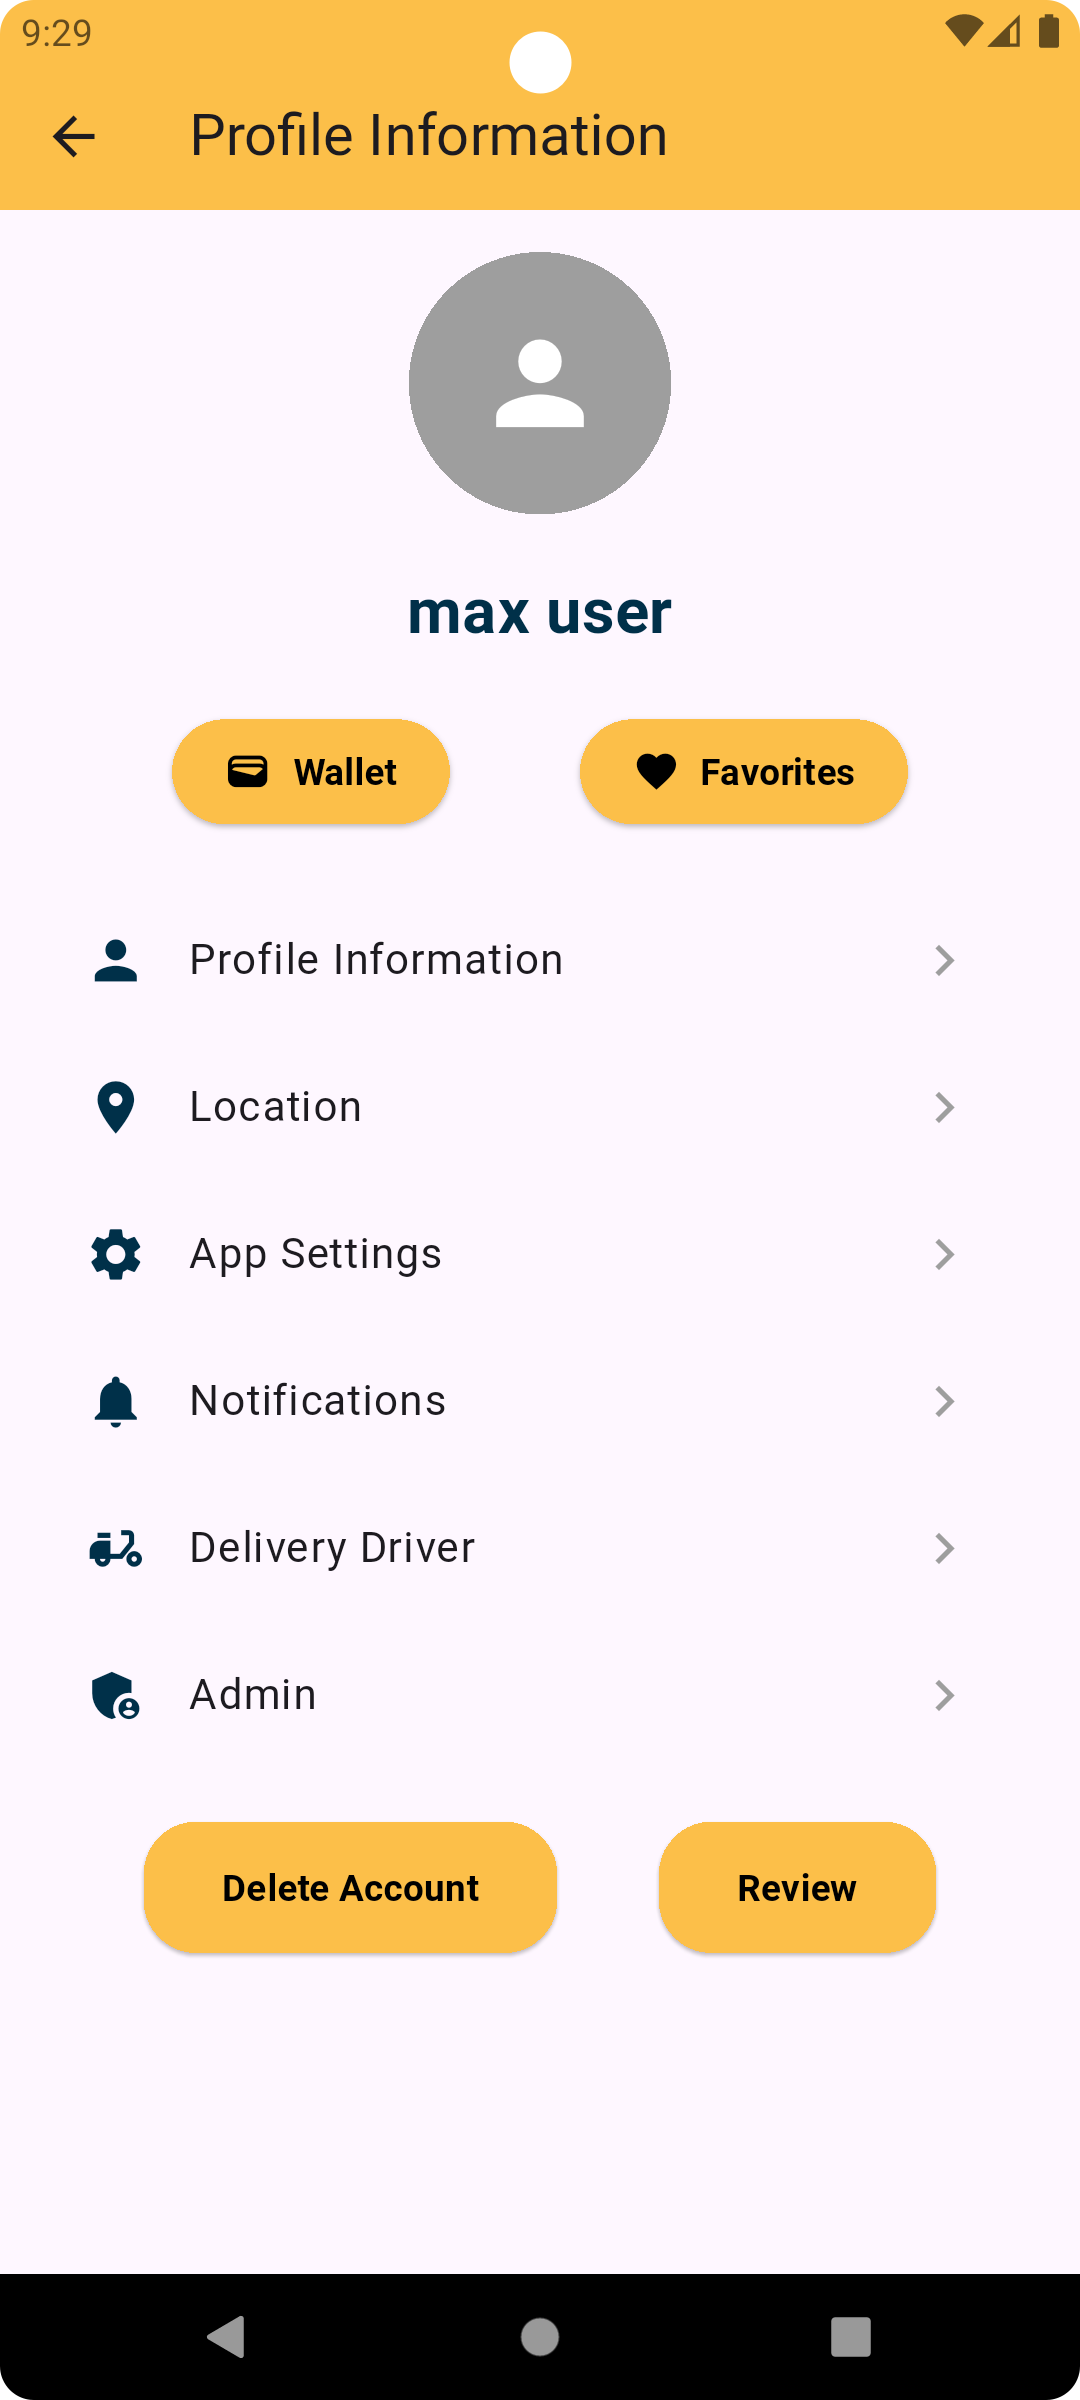 9:29
Profile Information
max user
Wallet
Favorites
Profile Information
Location
App Settings
Notifications
Delivery Driver
Admin
Delete Account
Review